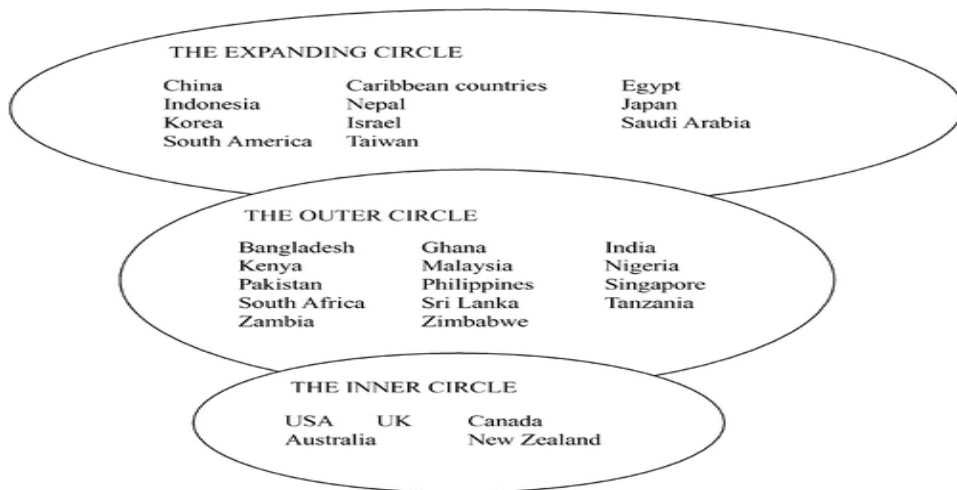 THE EXPANDING CIRCLE
China Caribbean countries Egypt
Indonesia Nepal Japan
Korea Israel Saudi Arabia
South America Taiwan
THE OUTER CIRCLE
Bangladesh Ghana India
Kenya Malaysia Nigeria
Pakistan Philippines Singapore
South Africa Sri Lanka Tanzania
Zambia Zimbabwe
THE INNER CIRCLE
USA UK Canada
Australia New Zealand